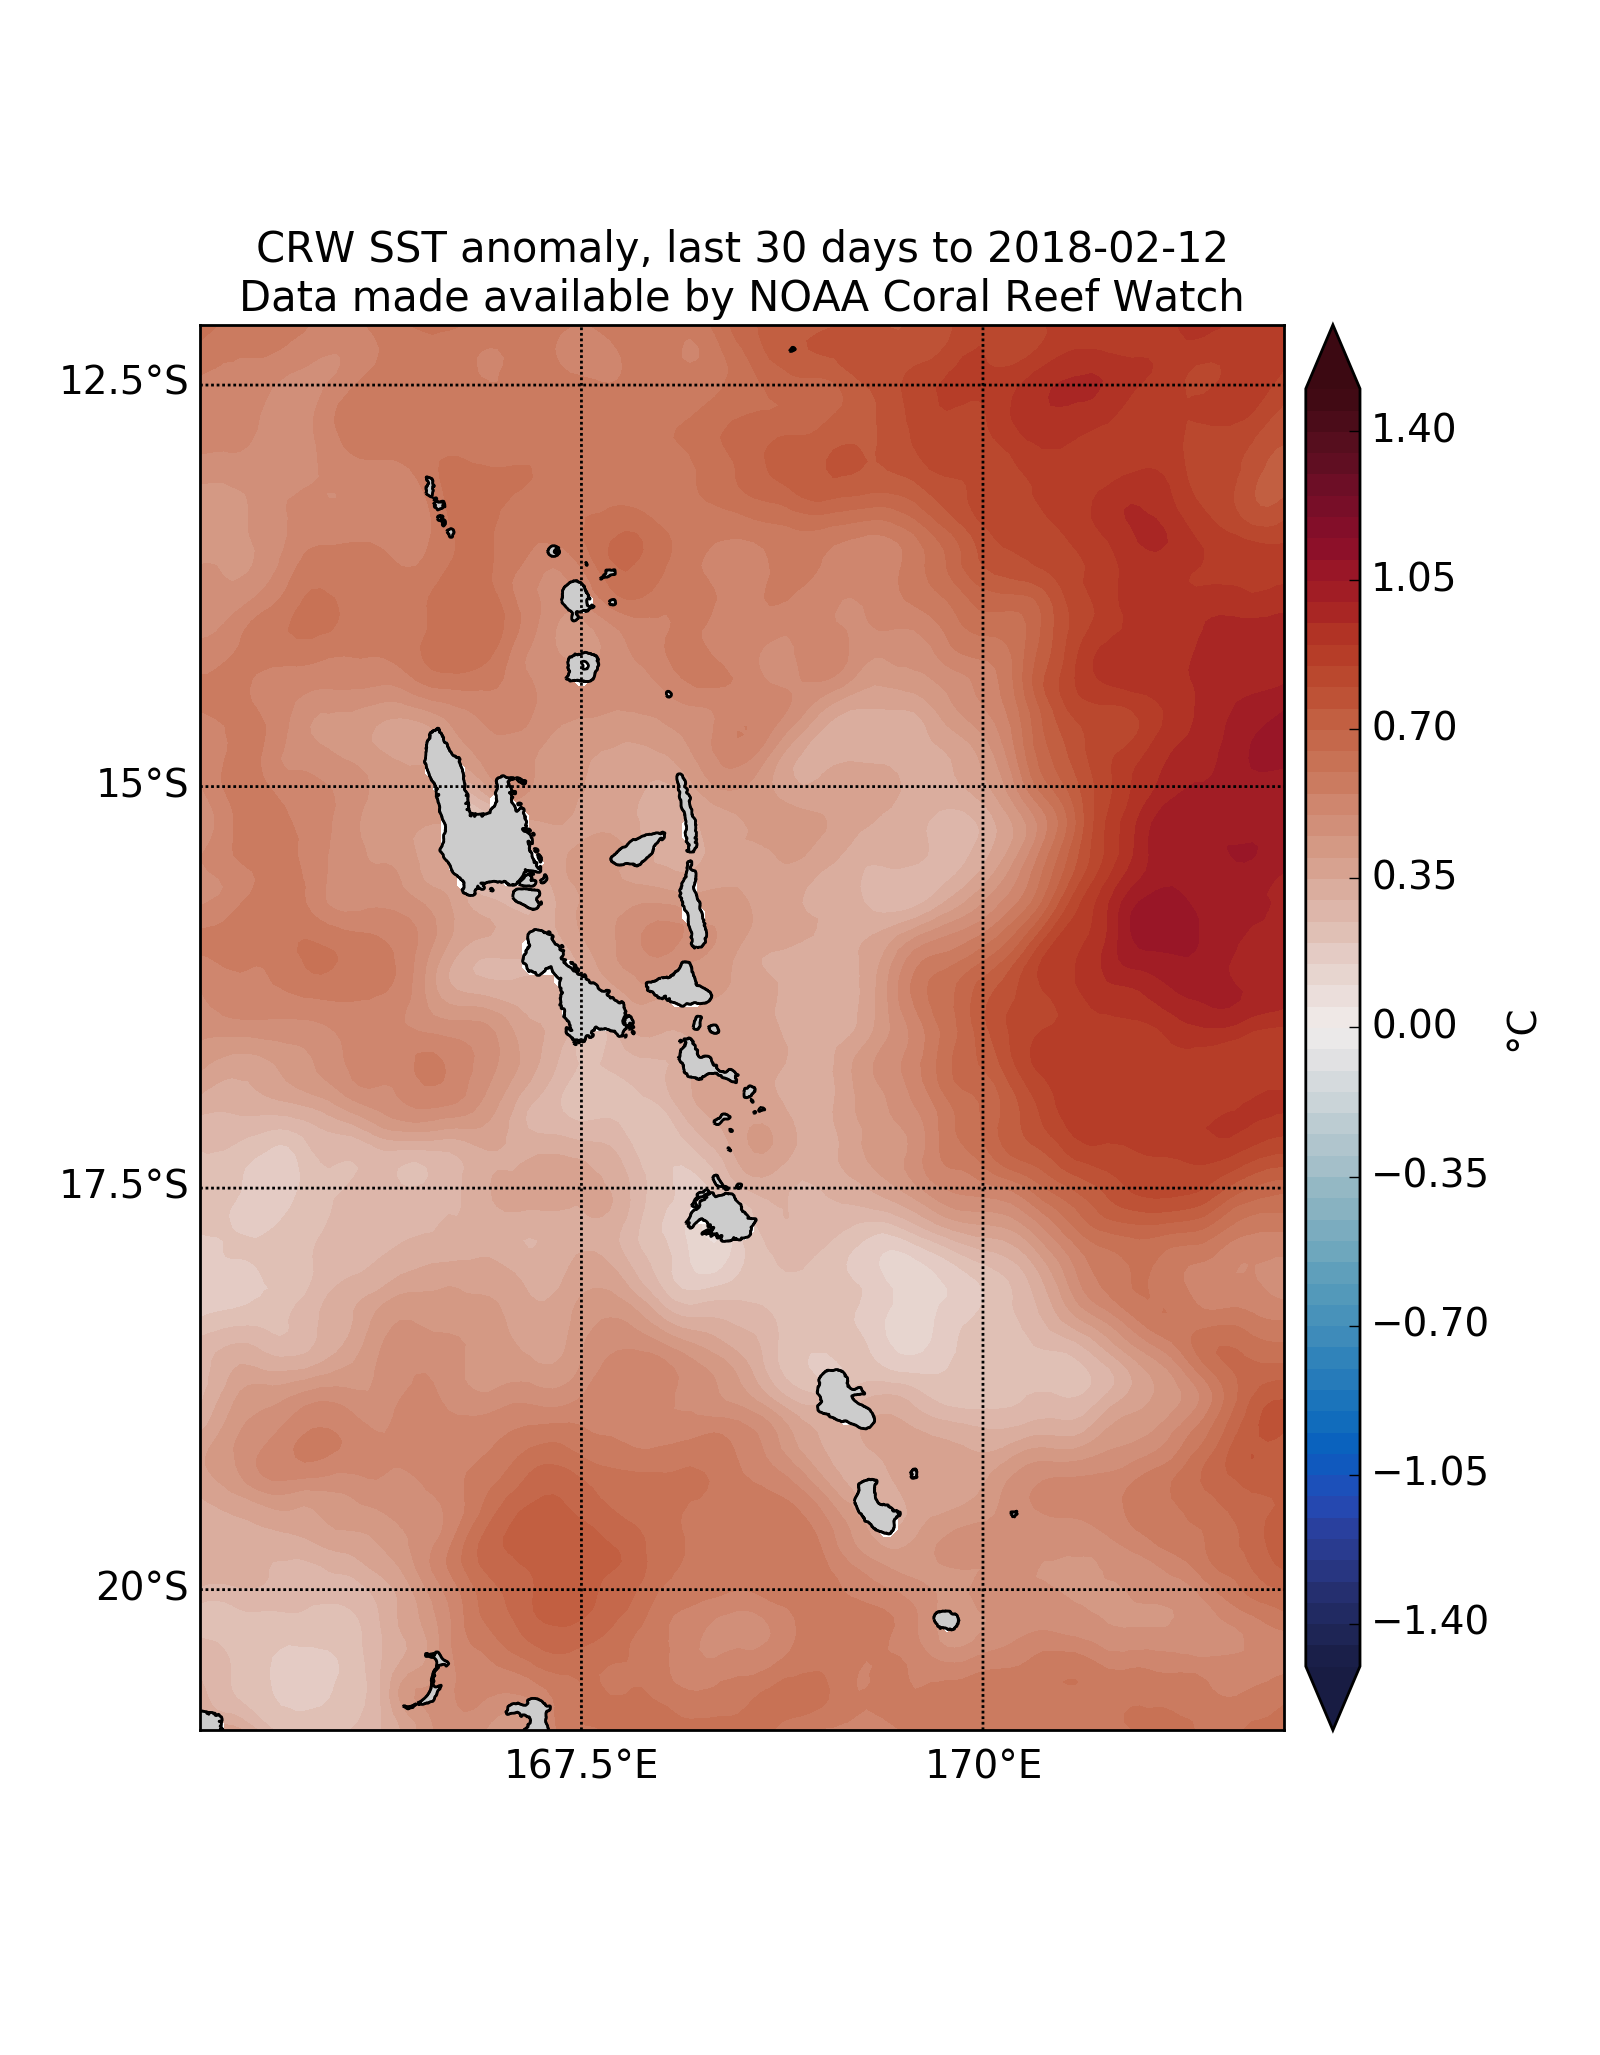 CRW SST anomaly, last 30 days to 2018-02-12
Data made available by NOAA Coral Reef Watch
12.5°S
15°S
17.5°S
20°S
167.5°E
170°E
1.40
1.05
0.70
0.35
0.00
−0.35
−0.70
−1.05
−1.40
°C